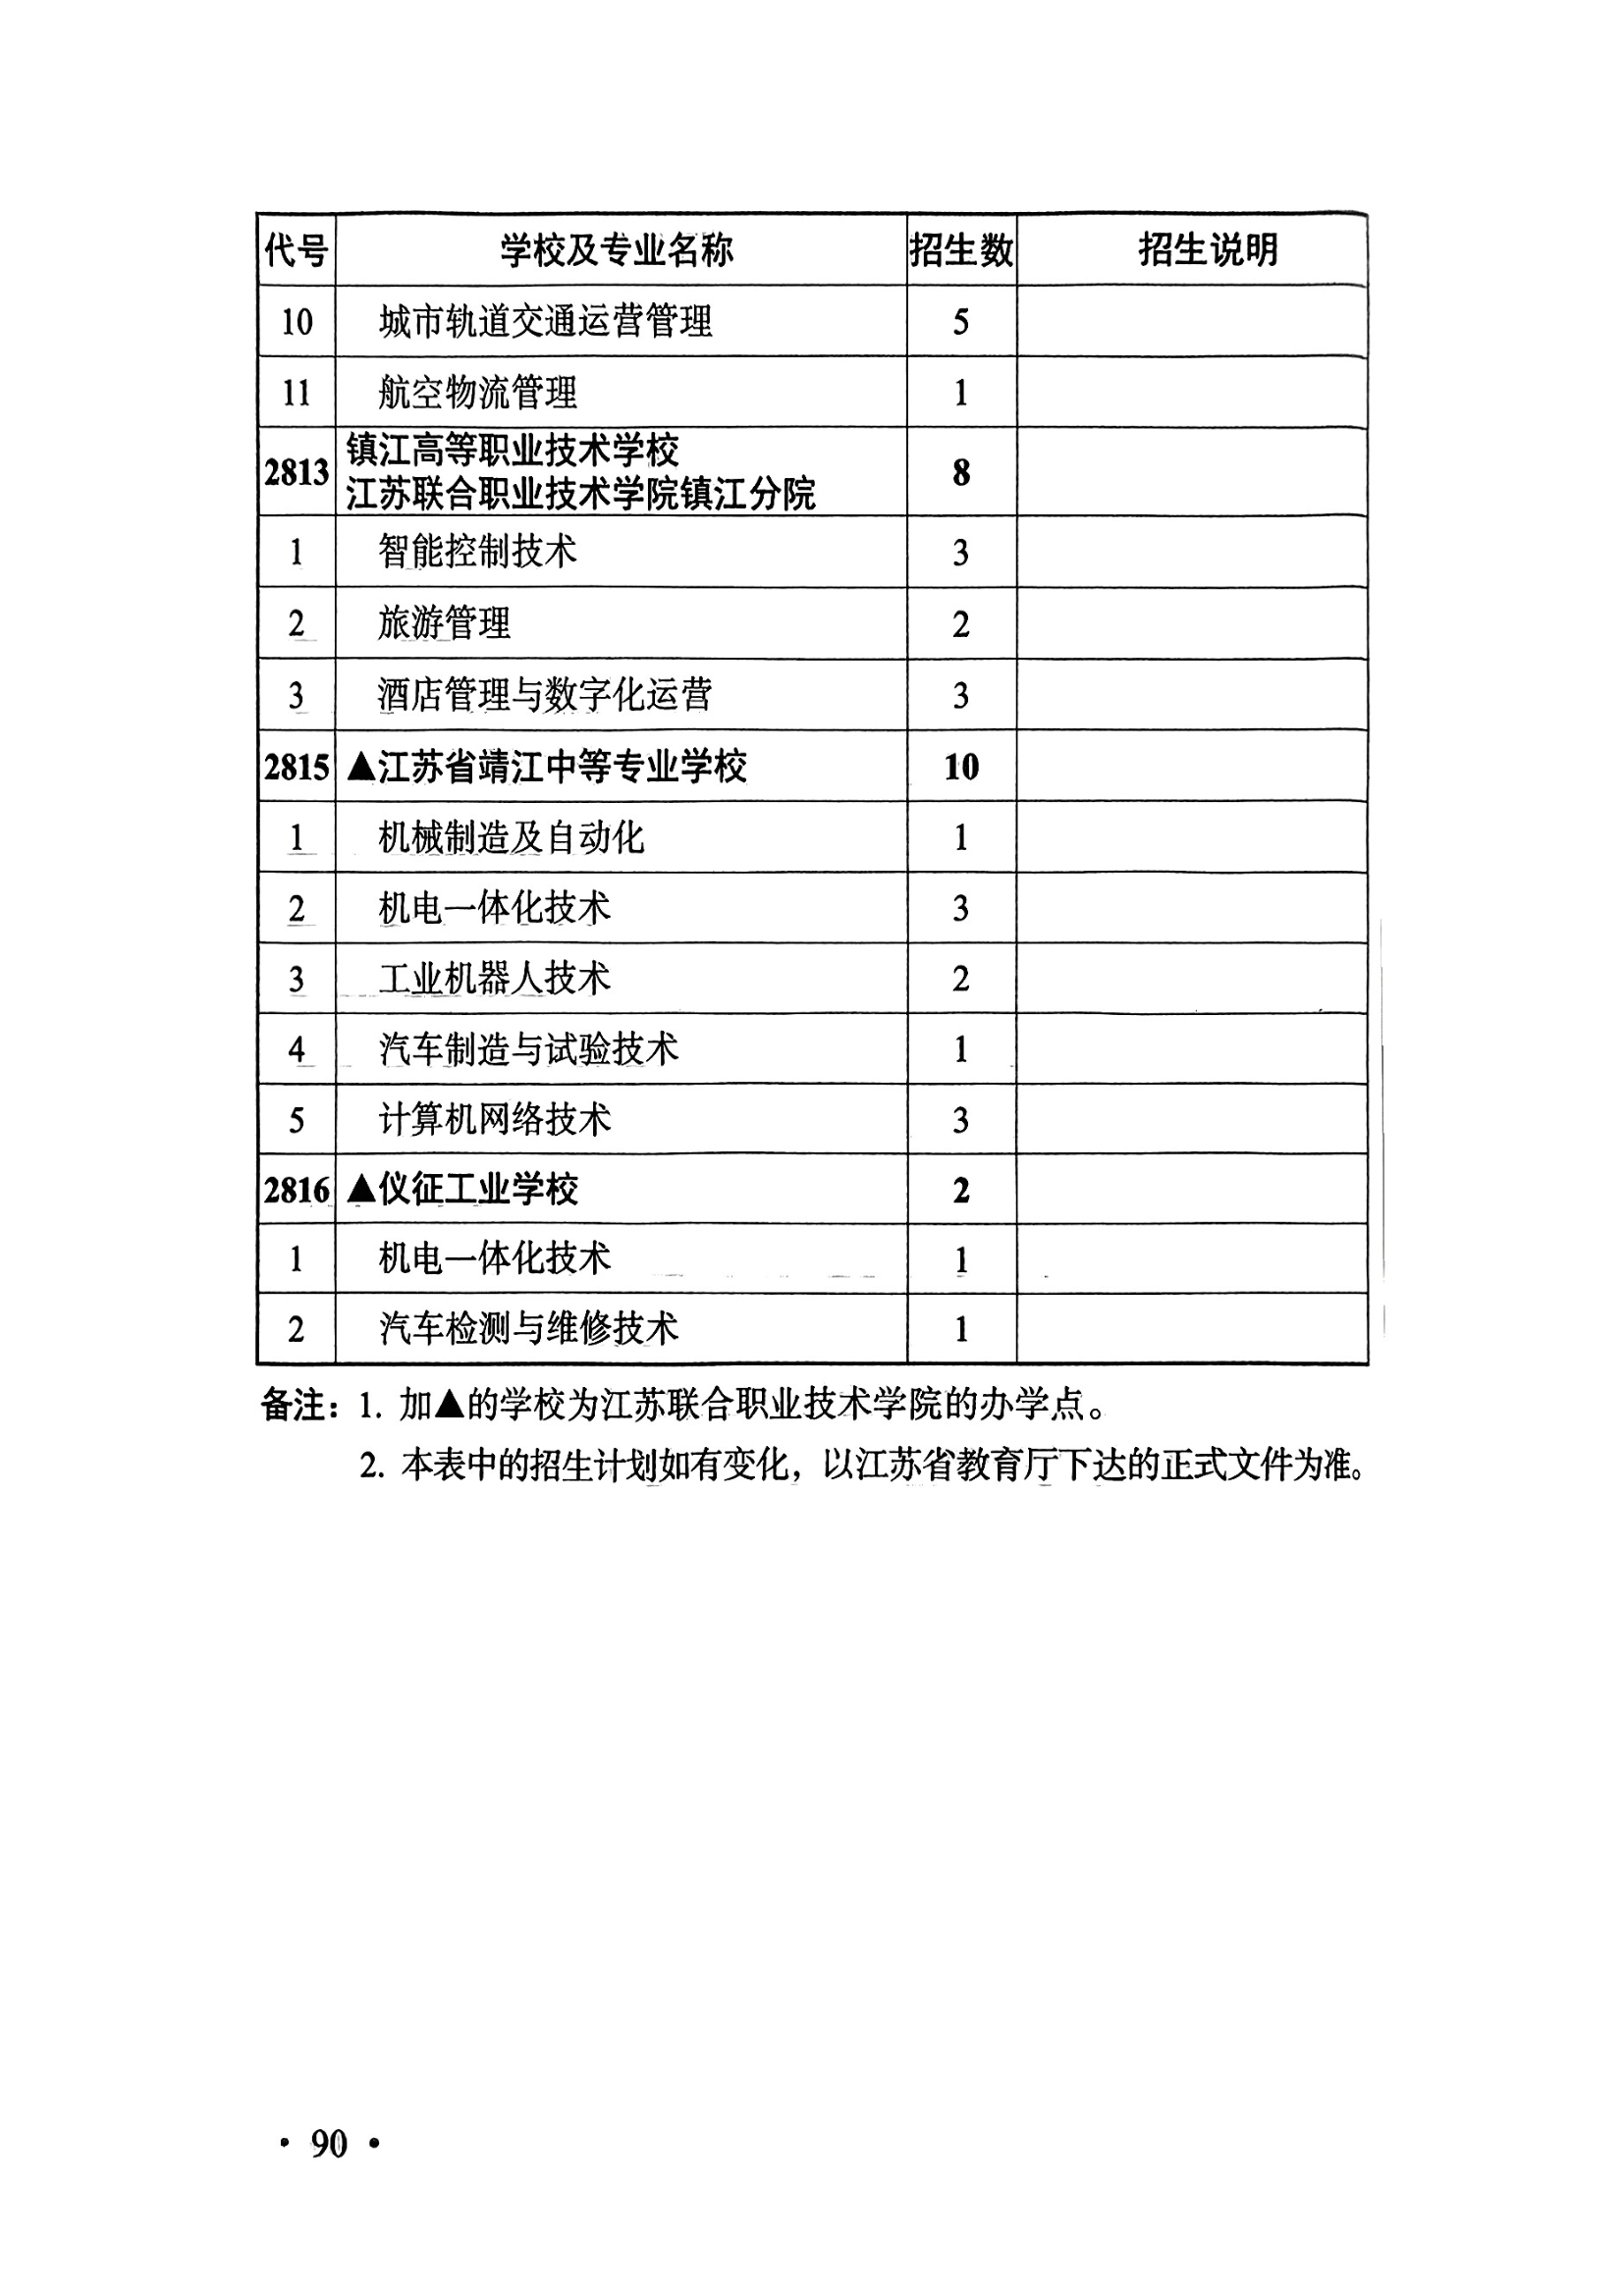 代号 学校及专业名称 招生数 招生说明
10 城市轨道交通运营管理 5
11 航空物流管理 1
2813 镇江高等职业技术学校 8
江苏联合职业技术学院镇江分院
1 智能控制技术 3
2 旅游管理 2
3 酒店管理与数字化运营 3
2815 ▲江苏省靖江中等专业学校 10
1 机械制造及自动化 1
2 机电一体化技术 3
3 工业机器人技术 2
4 汽车制造与试验技术 1
5 计算机网络技术 3
2816 ▲仪征工业学校 2
1 机电一体化技术 1
2 汽车检测与维修技术 1
备注：1. 加▲的学校为江苏联合职业技术学院的办学点。
2. 本表中的招生计划如有变化，以江苏省教育厅下达的正式文件为准。
· 90 ·